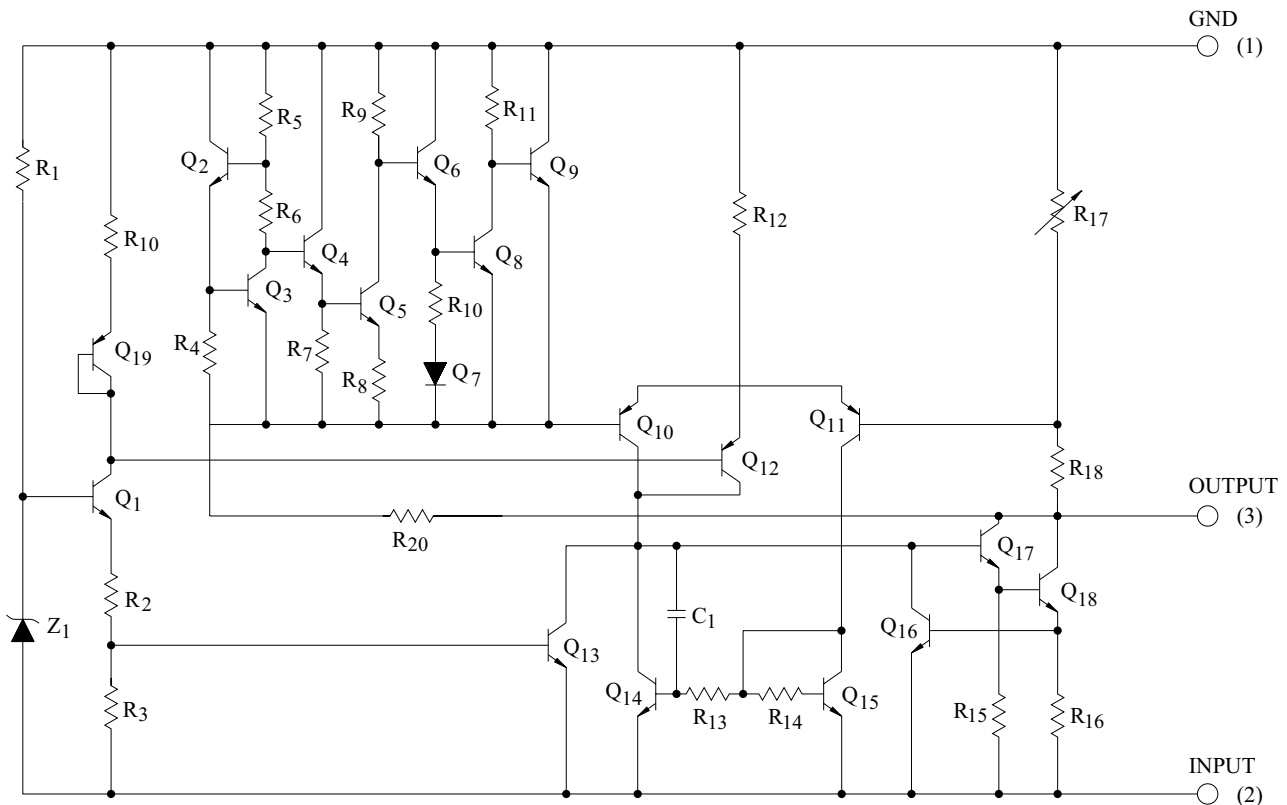 GND
(1)
R5
R9
R11
Q2
Q6
Q9
R1
R6
R12
R17
R10
Q4
Q8
Q3
Q5
R10
R4
Q19
R7
R8
Q7
Q10
Q11
Q12
R18
Q1
OUTPUT
(3)
R20
Q17
R2
C1
Q18
Z1
Q16
Q13
Q14
Q15
R3
R13
R14
R15
R16
INPUT
(2)